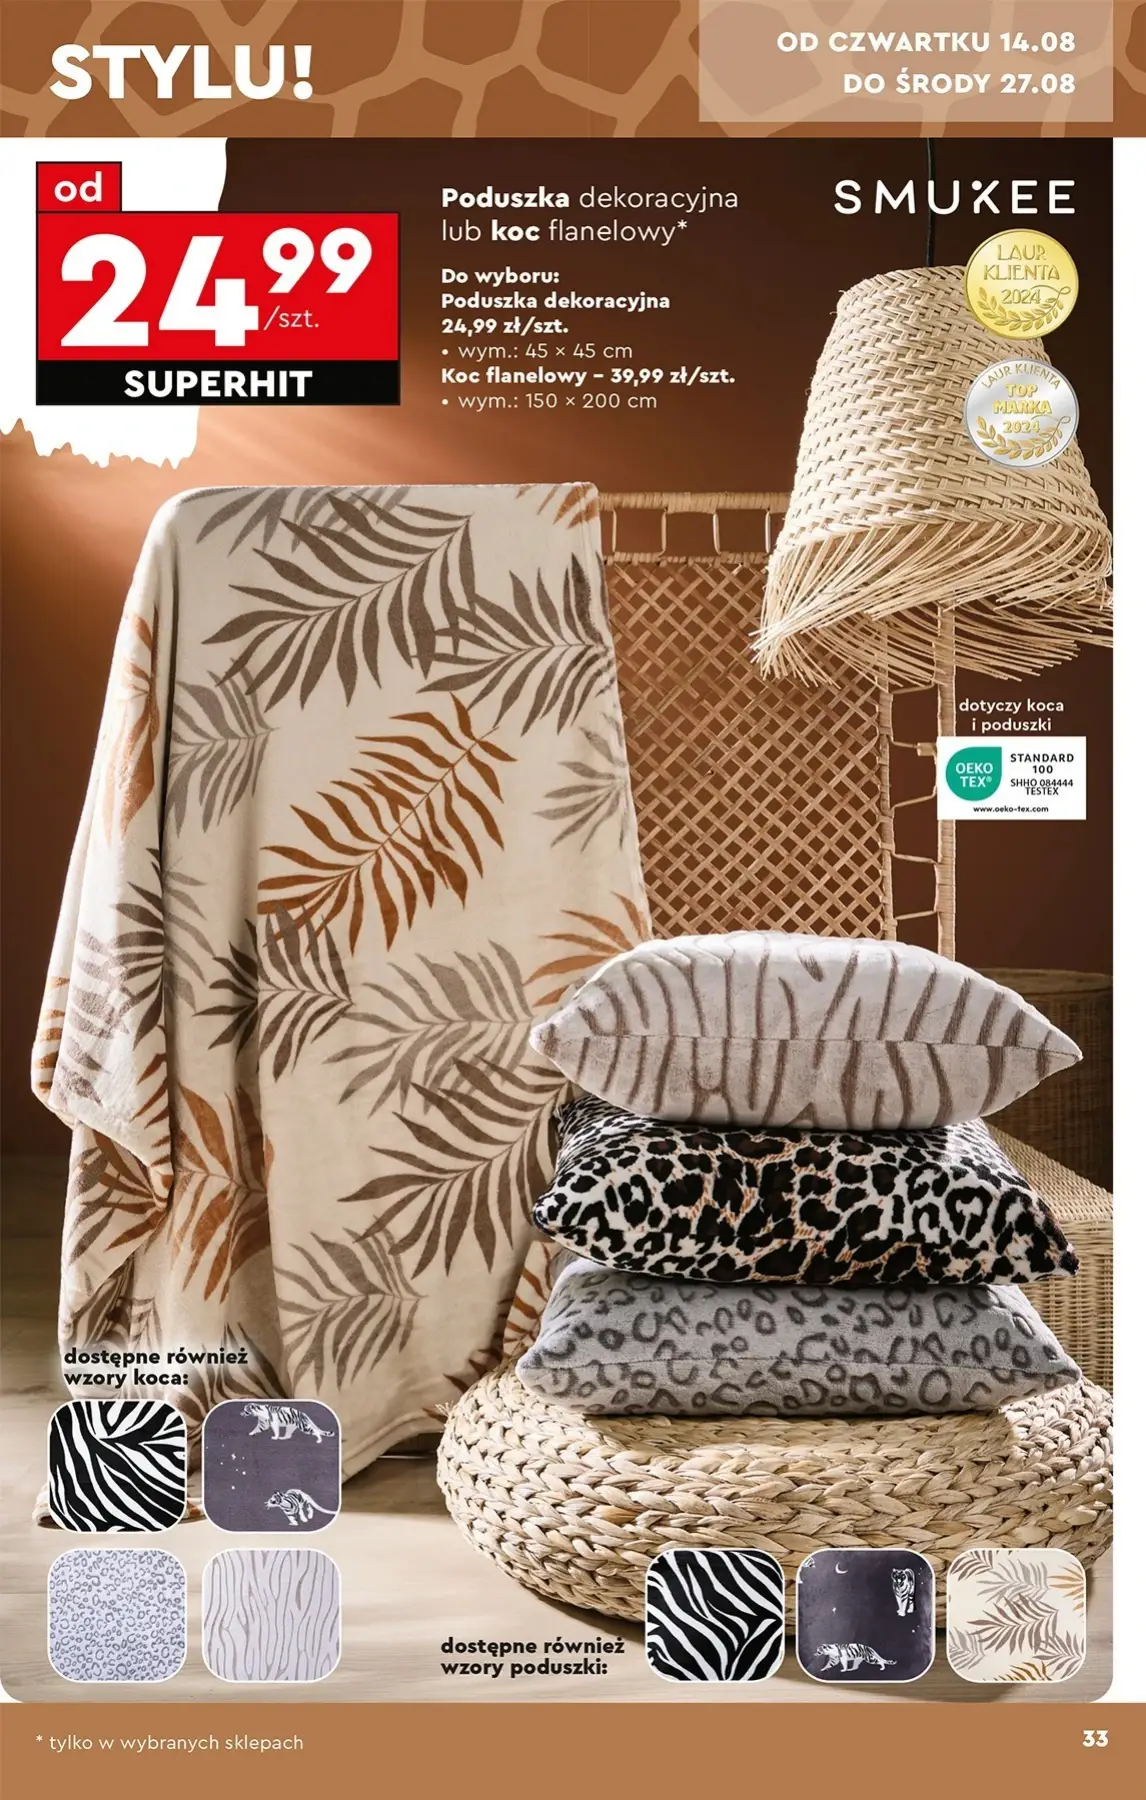 STYLU!
OD CZWARTKU 14.08
DO ŚRODY 27.08
od
24,99
/szt.
SUPERHIT
Poduszka dekoracyjna
lub koc flanelowy*
Do wyboru:
Poduszka dekoracyjna
24,99 zł/szt.
• wym.: 45 × 45 cm
Koc flanelowy – 39,99 zł/szt.
• wym.: 150 × 200 cm
SMUKEE
LAUR
KLIENTA
2024
LAUR KLIENTA
TOP
MARKA
2024
dotyczy koca
i poduszki
OEKO
TEX®
STANDARD
100
SHHO 084444
TESTEX
www.oeko-tex.com
dostępne również
wzory koca:
dostępne również
wzory poduszki:
* tylko w wybranych sklepach
33